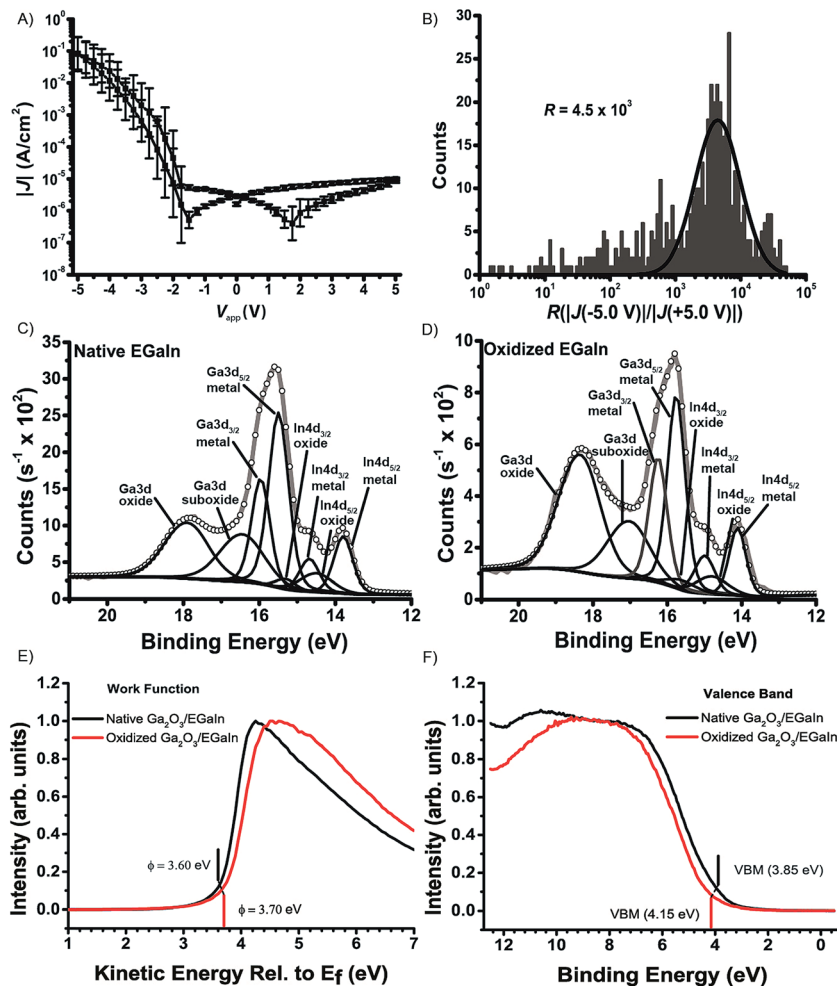 A)
10⁰
10⁻¹
10⁻²
10⁻³
10⁻⁴
10⁻⁵
10⁻⁶
10⁻⁷
10⁻⁸
|J| (A/cm²)
-5 -4 -3 -2 -1 0 1 2 3 4 5
V_app (V)
B)
30
25
20
15
10
5
0
Counts
R = 4.5 x 10³
10⁰ 10¹ 10² 10³ 10⁴ 10⁵
R(|J(-5.0 V)|/|J(+5.0 V)|)
C)
Native EGaIn
35
30
25
20
15
10
5
0
Counts (s⁻¹ x 10²)
Ga3d₅/₂
metal
Ga3d₃/₂
metal
In4d₃/₂
oxide
Ga3d
suboxide
Ga3d
oxide
In4d₃/₂
metal
In4d₅/₂
oxide
In4d₅/₂
metal
20 18 16 14 12
Binding Energy (eV)
D)
Oxidized EGaIn
10
8
6
4
2
0
Counts (s⁻¹ x 10²)
Ga3d₅/₂
metal
Ga3d₃/₂
metal
In4d₃/₂
oxide
Ga3d
suboxide
Ga3d
oxide
In4d₃/₂
metal
In4d₅/₂
oxide
In4d₅/₂
metal
20 18 16 14 12
Binding Energy (eV)
E)
1.2
1.0
0.8
0.6
0.4
0.2
0.0
Intensity (arb. units)
Work Function
Native Ga₂O₃/EGaIn
Oxidized Ga₂O₃/EGaIn
ϕ = 3.60 eV
ϕ = 3.70 eV
1 2 3 4 5 6 7
Kinetic Energy Rel. to E_f (eV)
F)
1.2
1.0
0.8
0.6
0.4
0.2
0.0
Intensity (arb. units)
Valence Band
Native Ga₂O₃/EGaIn
Oxidized Ga₂O₃/EGaIn
VBM (3.85 eV)
VBM (4.15 eV)
12 10 8 6 4 2 0
Binding Energy (eV)